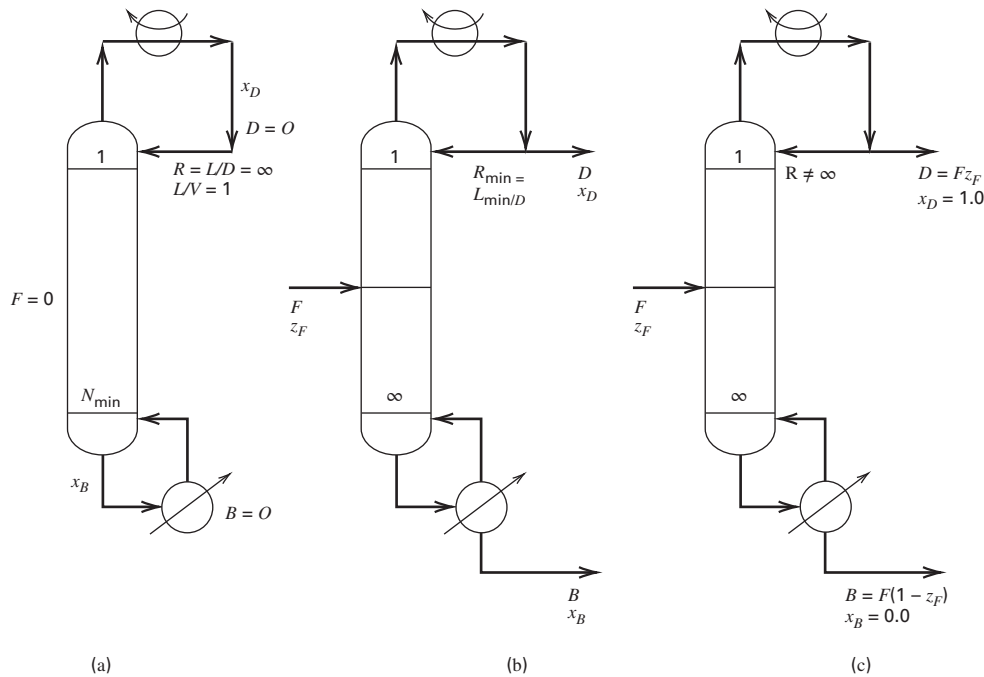 x_D
D = O
1
R = L/D = ∞
L/V = 1
F = 0
N_min
x_B
B = O
(a)
1
R_min =
L_min/D
D
x_D
F
z_F
∞
B
x_B
(b)
1
R ≠ ∞
D = Fz_F
x_D = 1.0
F
z_F
∞
B = F(1 − z_F)
x_B = 0.0
(c)